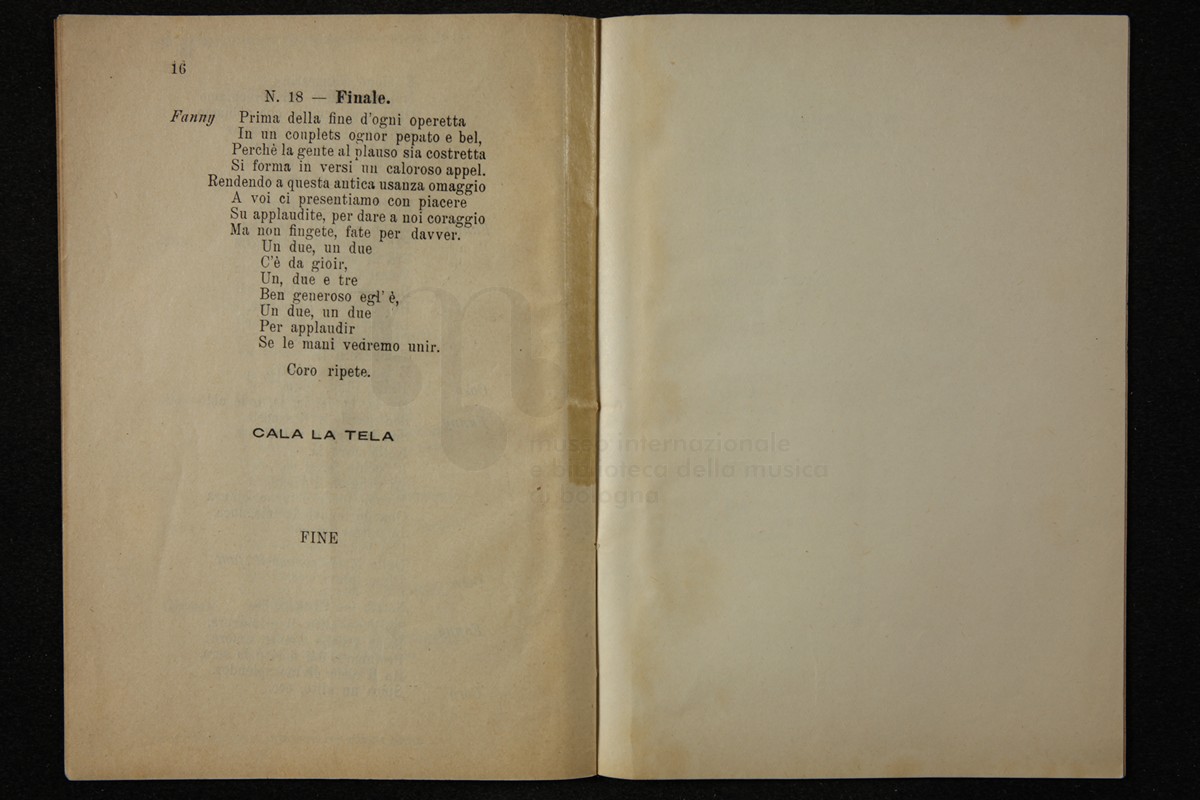 16
N. 18 — Finale.
Fanny Prima della fine d'ogni operetta
In un couplets ognor pepato e bel,
Perchè la gente al plauso sia costretta
Si forma in versi un caloroso appel.
Rendendo a questa antica usanza omaggio
A voi ci presentiamo con piacere
Su applaudite, per dare a noi coraggio
Ma non fingete, fate per davver.
Un due, un due
C'è da gioir,
Un, due e tre
Ben generoso egl' è,
Un due, un due
Per applaudir
Se le mani vedremo unir.
Coro ripete.
CALA LA TELA
FINE
museo internazionale
e biblioteca della musica
di bologna